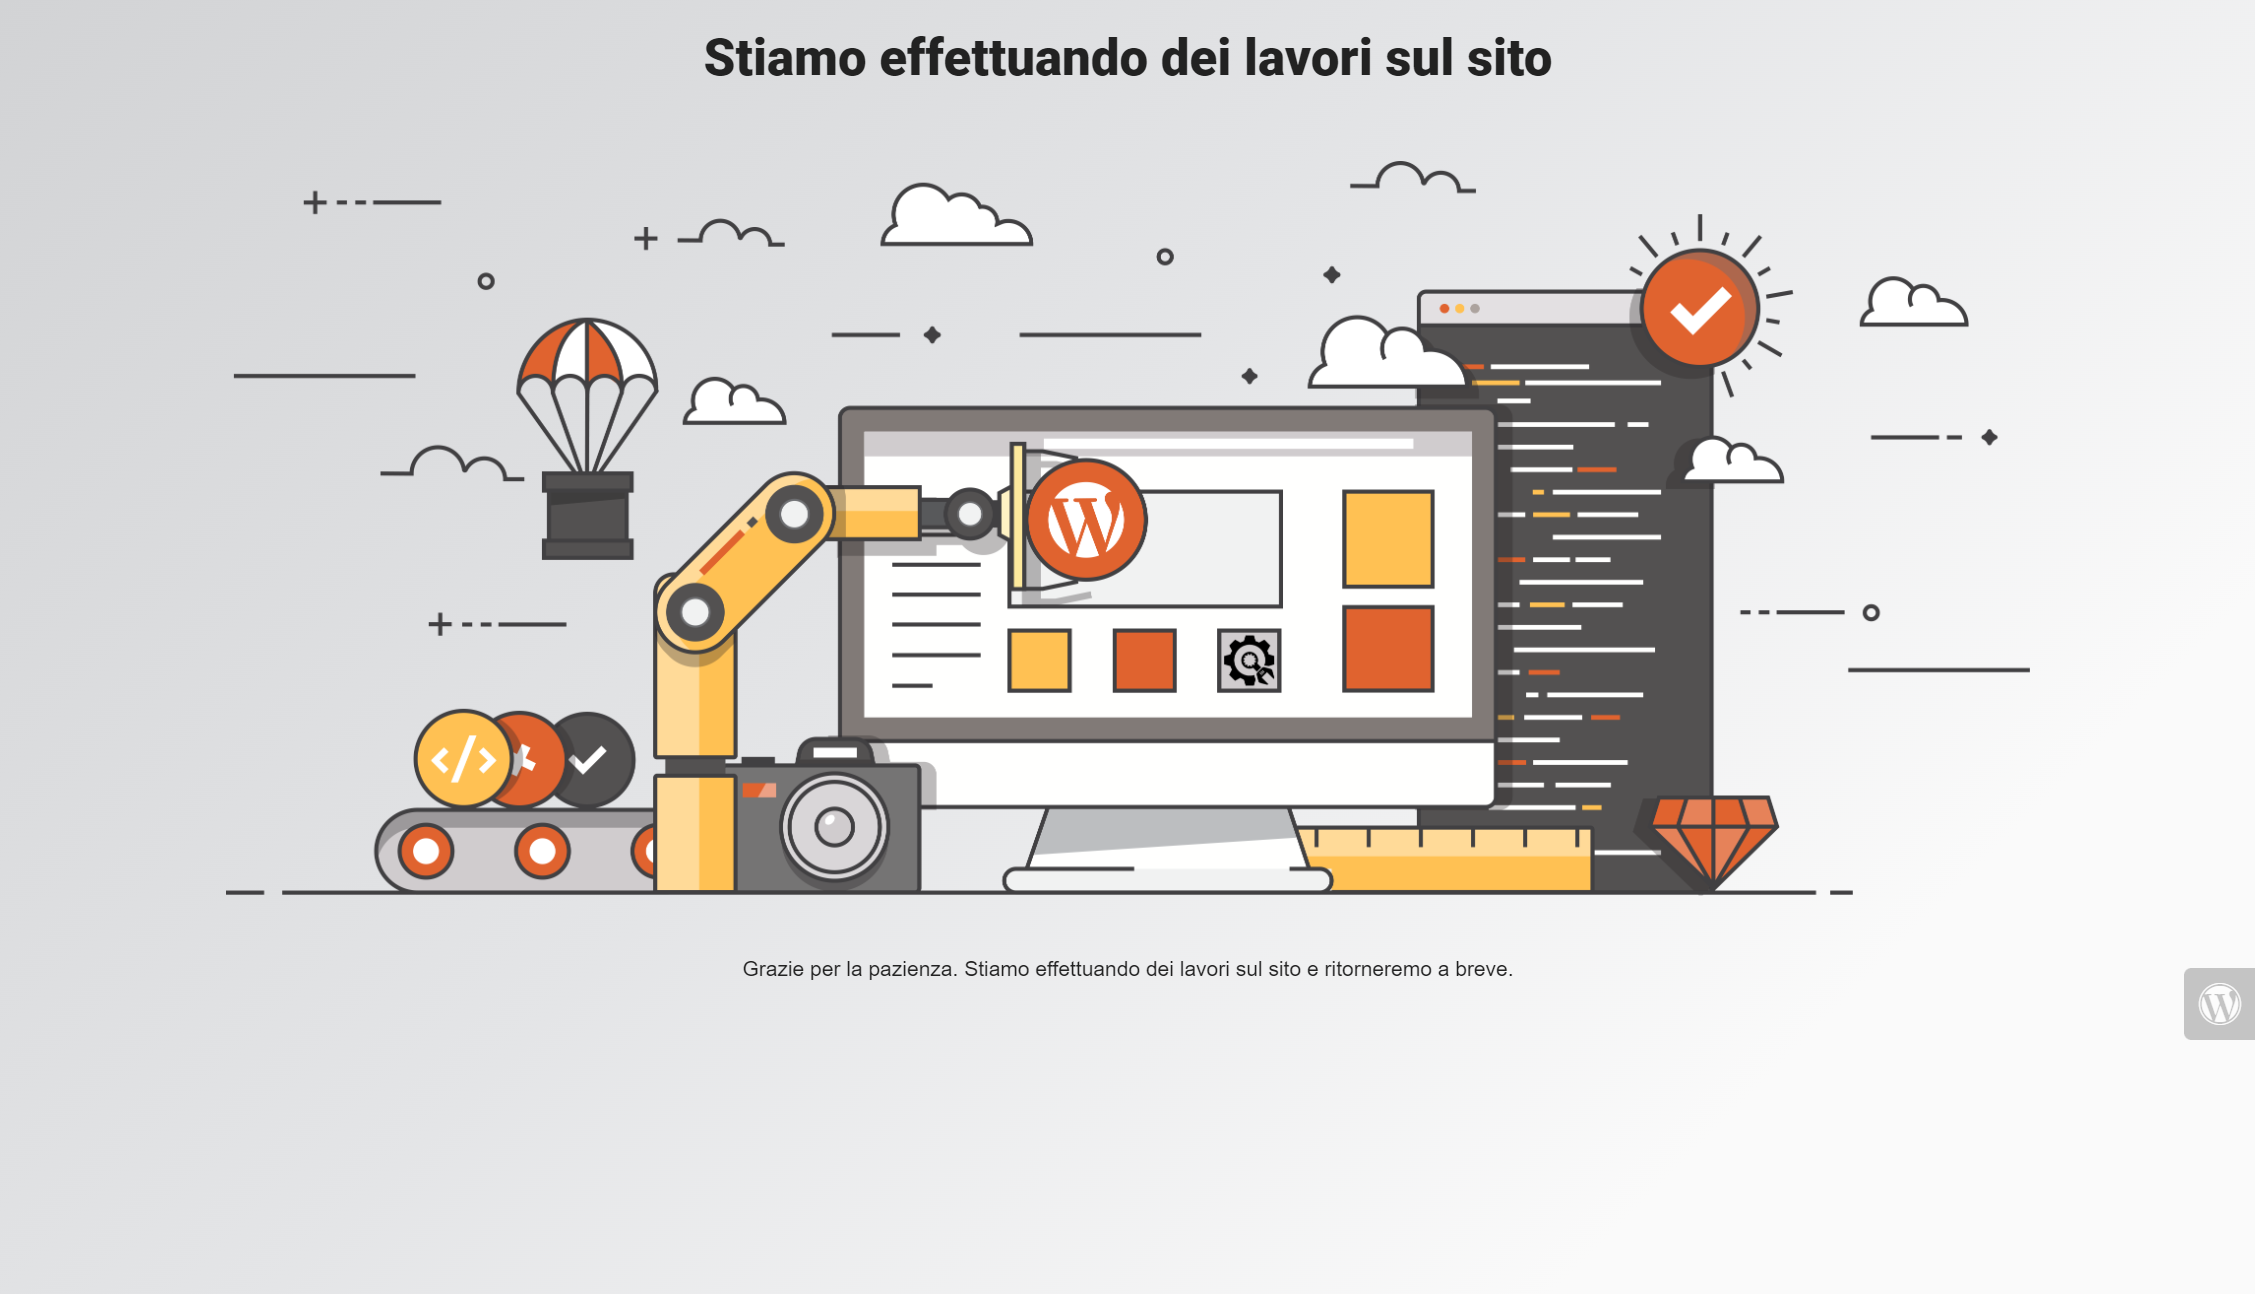 Stiamo effettuando dei lavori sul sito
Grazie per la pazienza. Stiamo effettuando dei lavori sul sito e ritorneremo a breve.